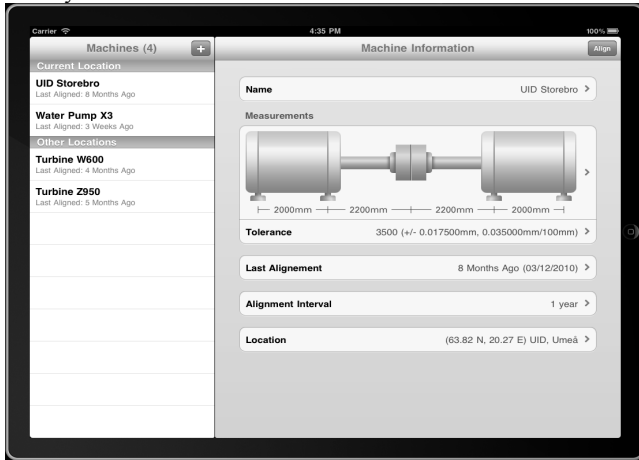 Carrier 4:35 PM 100%
Machines (4) + Machine Information Align
Current Location
UID Storebro
Last Aligned: 8 Months Ago
Water Pump X3
Last Aligned: 3 Weeks Ago
Other Locations
Turbine W600
Last Aligned: 4 Months Ago
Turbine Z950
Last Aligned: 5 Months Ago
Name UID Storebro
Measurements
2000mm 2200mm 2200mm 2000mm
Tolerance 3500 (+/- 0.017500mm, 0.035000mm/100mm)
Last Alignement 8 Months Ago (03/12/2010)
Alignment Interval 1 year
Location (63.82 N, 20.27 E) UID, Umeå